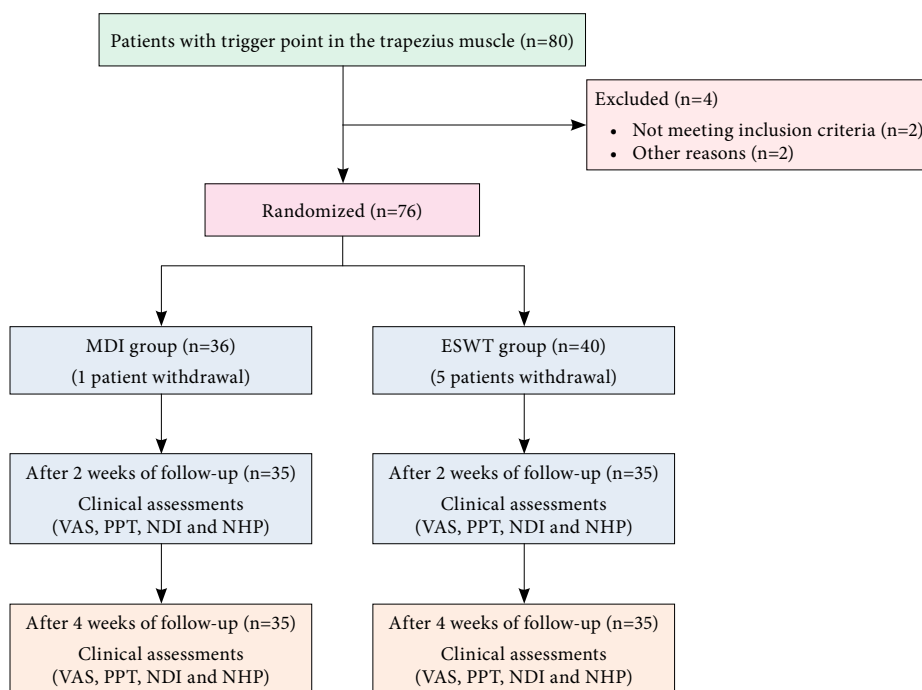 Patients with trigger point in the trapezius muscle (n=80)
Excluded (n=4)
• Not meeting inclusion criteria (n=2)
• Other reasons (n=2)
Randomized (n=76)
MDI group (n=36)
(1 patient withdrawal)
ESWT group (n=40)
(5 patients withdrawal)
After 2 weeks of follow-up (n=35)
Clinical assessments
(VAS, PPT, NDI and NHP)
After 2 weeks of follow-up (n=35)
Clinical assessments
(VAS, PPT, NDI and NHP)
After 4 weeks of follow-up (n=35)
Clinical assessments
(VAS, PPT, NDI and NHP)
After 4 weeks of follow-up (n=35)
Clinical assessments
(VAS, PPT, NDI and NHP)